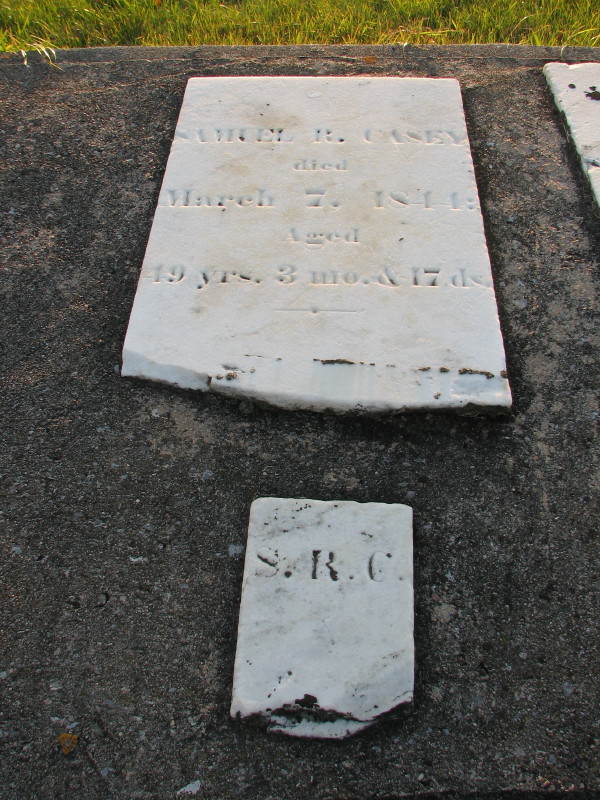 SAMUEL R. CASEY
died
March 7, 1844:
Aged
49 yrs. 3 mo. & 17 ds.
S. R. C.